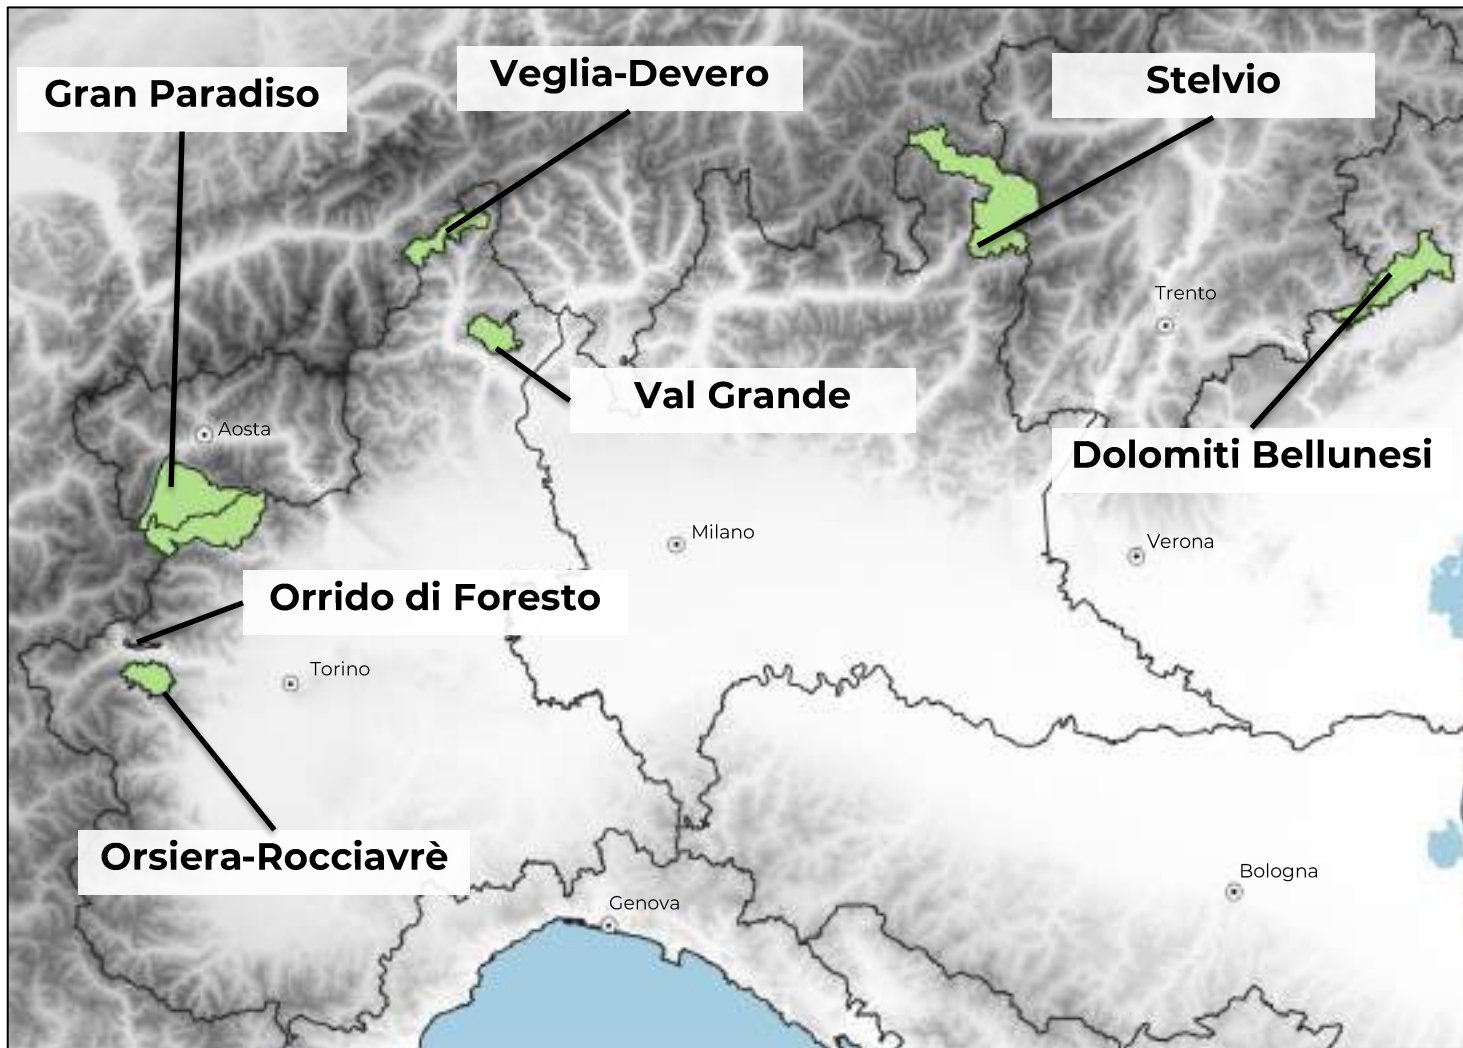 Veglia-Devero
Stelvio
Gran Paradiso
Trento
Val Grande
Aosta
Dolomiti Bellunesi
Milano
Verona
Orrido di Foresto
Torino
Orsiera-Rocciavrè
Bologna
Genova